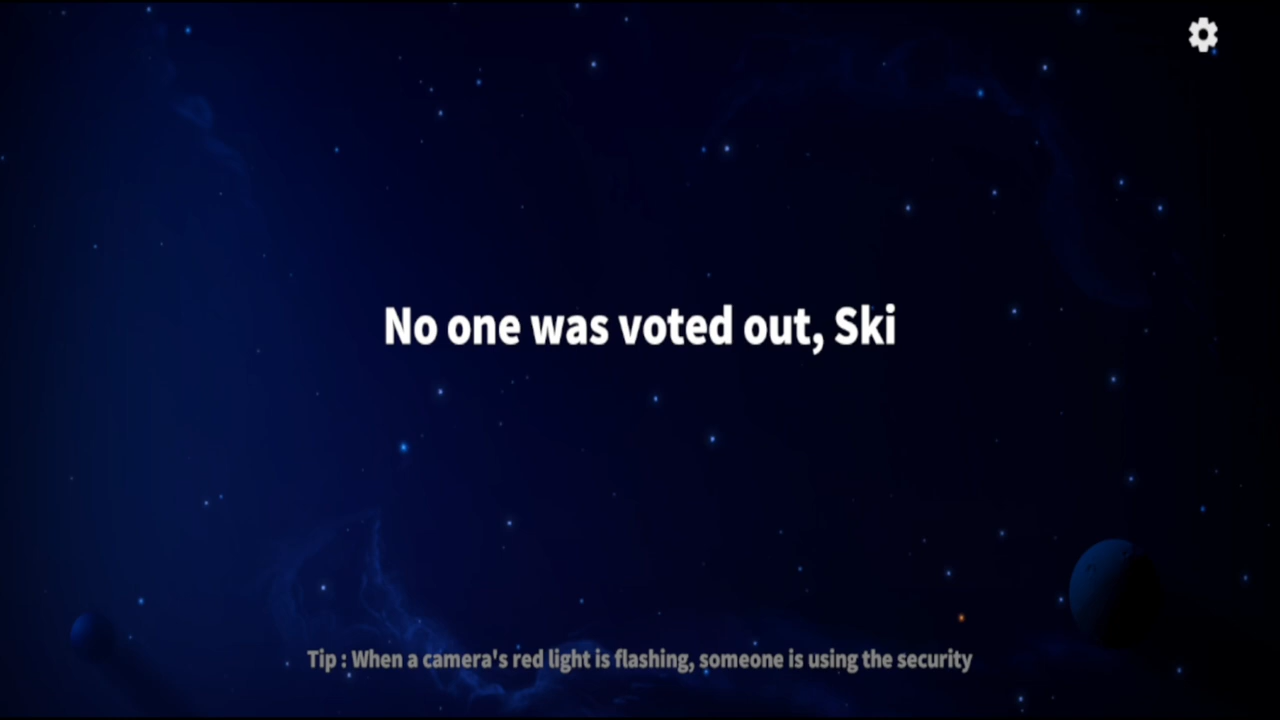 No one was voted out, Ski
Tip : When a camera's red light is flashing, someone is using the security